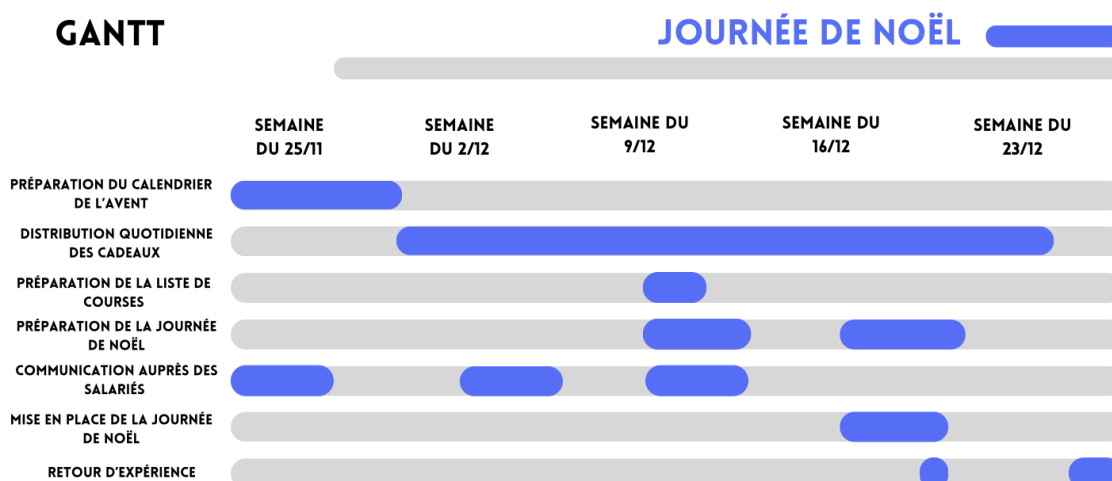 GANTT
JOURNÉE DE NOËL
SEMAINE
DU 25/11
SEMAINE
DU 2/12
SEMAINE DU
9/12
SEMAINE DU
16/12
SEMAINE DU
23/12
PRÉPARATION DU CALENDRIER
DE L'AVENT
DISTRIBUTION QUOTIDIENNE
DES CADEAUX
PRÉPARATION DE LA LISTE DE
COURSES
PRÉPARATION DE LA JOURNÉE
DE NOËL
COMMUNICATION AUPRÈS DES
SALARIÉS
MISE EN PLACE DE LA JOURNÉE
DE NOËL
RETOUR D'EXPÉRIENCE